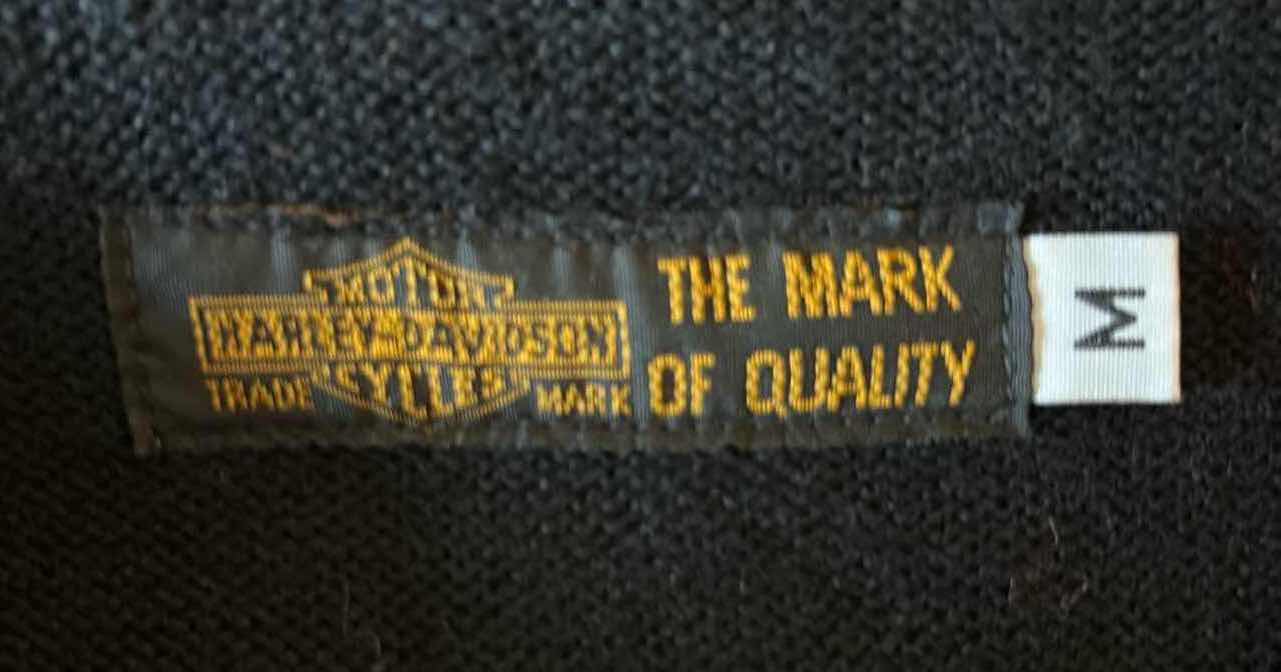 MOTOR
HARLEY-DAVIDSON
CYCLES
TRADE MARK
THE MARK
OF QUALITY
M